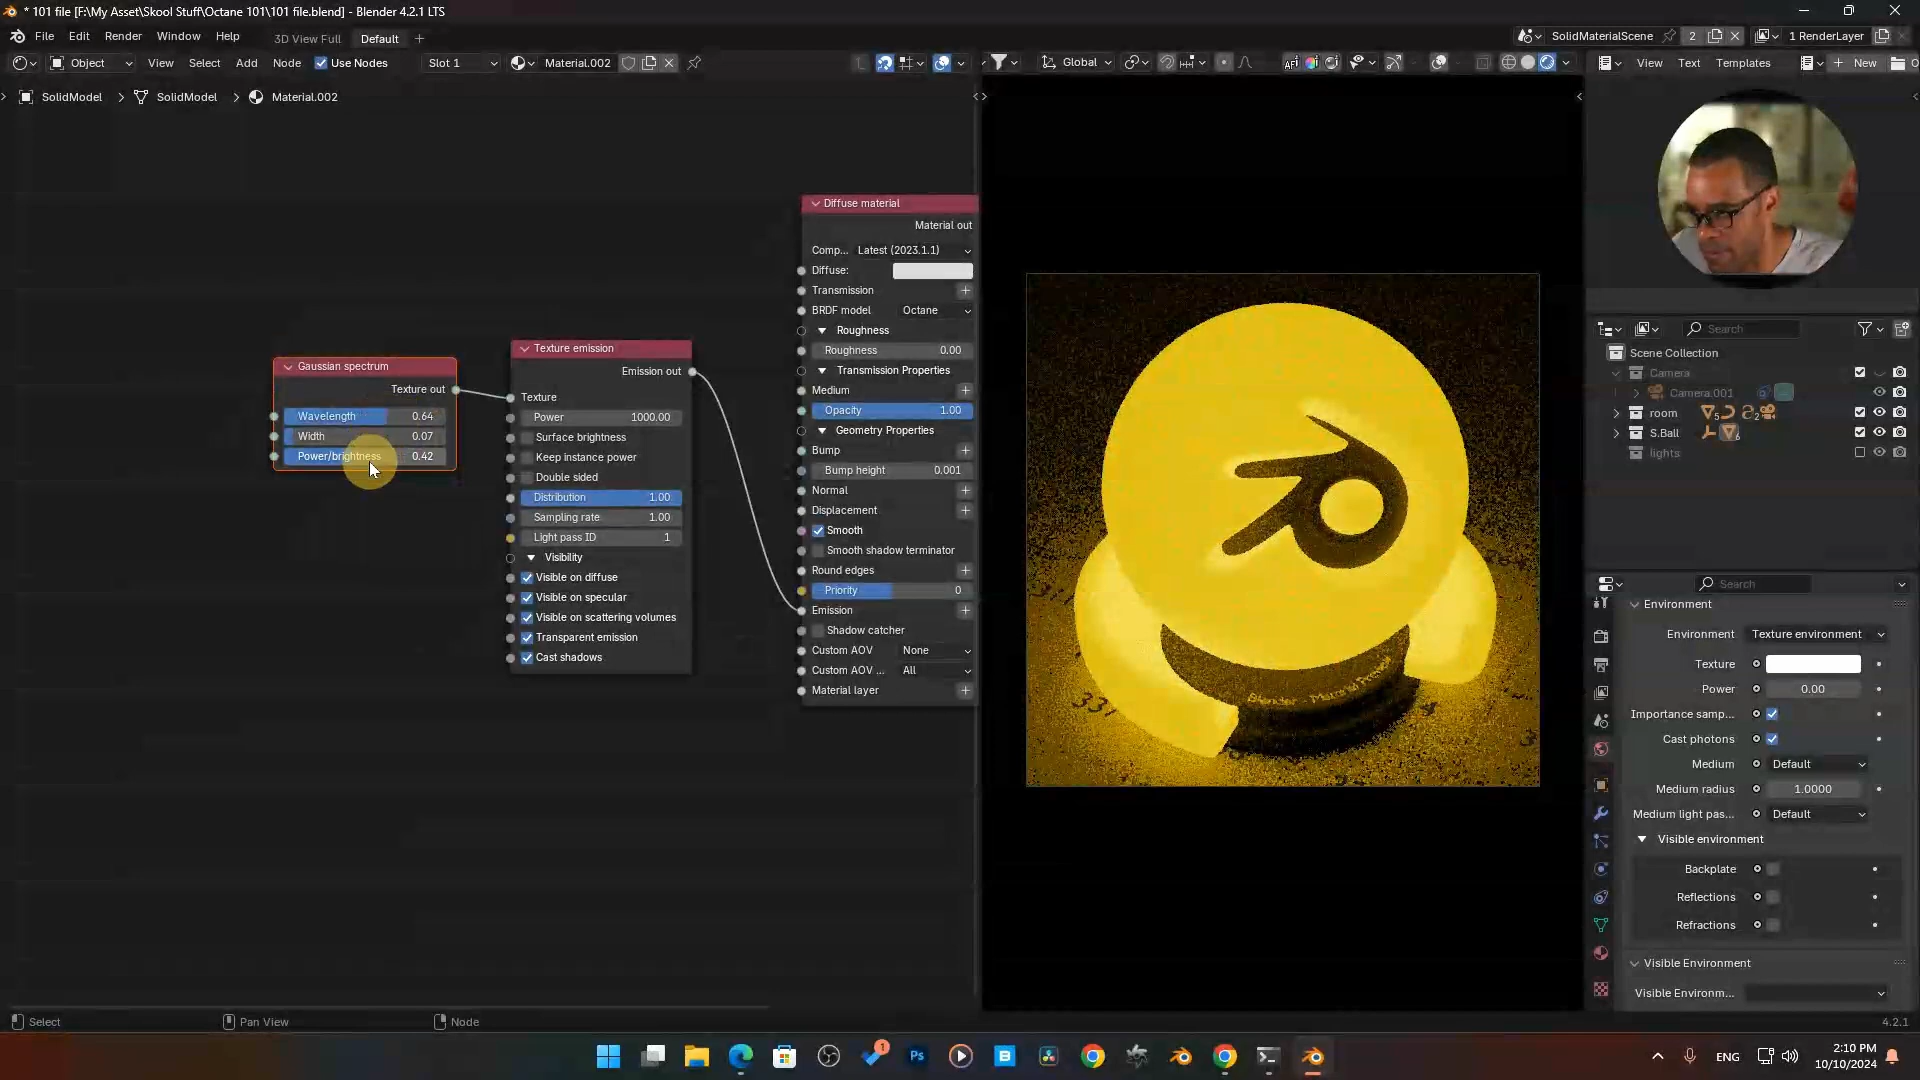 * 101 file [F:\My Asset\Skool Stuff\Octane 101\101 file.blend] - Blender 4.2.1 LTS
File Edit Render Window Help 3D View Full Default SolidMaterialScene 2 1 RenderLayer
Object View Select Add Node Use Nodes Slot 1 Material.002 Global View Text Templates New
SolidModel SolidModel Material.002
Diffuse material
Material out
Comp... Latest (2023.1.1)
Diffuse:
Transmission
BRDF model Octane
Roughness
Roughness 0.00
Transmission Properties
Medium
Opacity 1.00
Geometry Properties
Bump
Bump height 0.001
Normal
Displacement
Smooth
Smooth shadow terminator
Round edges
Priority 0
Emission
Shadow catcher
Custom AOV None
Custom AOV ... All
Material layer
Texture emission
Emission out
Texture
Power 1000.00
Surface brightness
Keep instance power
Double sided
Distribution 1.00
Sampling rate 1.00
Light pass ID 1
Visibility
Visible on diffuse
Visible on specular
Visible on scattering volumes
Transparent emission
Cast shadows
Gaussian spectrum
Texture out
Wavelength 0.64
Width 0.07
Power/brightness 0.42
331
Search
Scene Collection
Camera
Camera.001
room 5 2
S.Ball 6
lights
Search
Environment
Environment Texture environment
Texture
Power 0.00
Importance samp...
Cast photons
Medium Default
Medium radius 1.0000
Medium light pas... Default
Visible environment
Backplate
Reflections
Refractions
Visible Environment
Visible Environm...
Select Pan View Node 4.2.1
1 Ps ENG 2:10 PM
10/10/2024